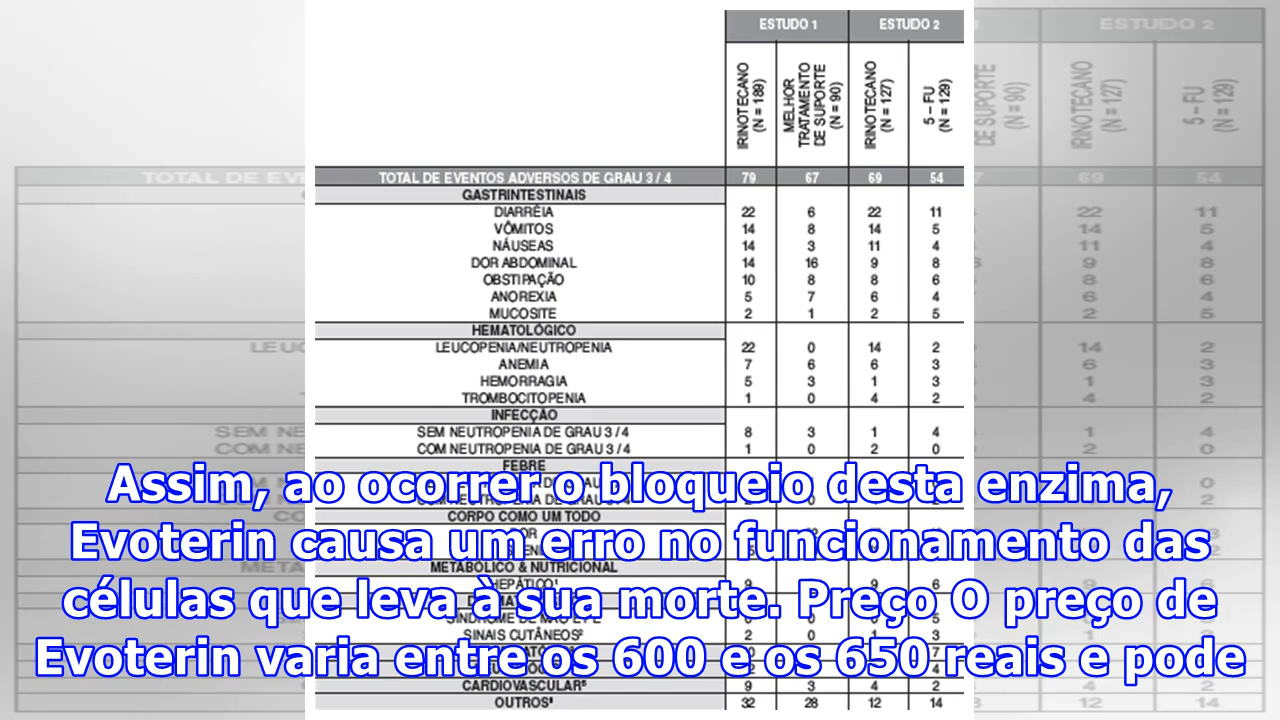 ESTUDO 1 ESTUDO 2
IRINOTECANO (N = 189) MELHOR TRATAMENTO DE SUPORTE (N = 90) IRINOTECANO (N = 127) 5 – FU (N = 129)
TOTAL DE EVENTOS ADVERSOS DE GRAU 3 / 4 79 67 69 54
GASTRINTESTINAIS
DIARRÉIA 22 6 22 11
VÔMITOS 14 8 14 5
NÁUSEAS 14 3 11 4
DOR ABDOMINAL 14 16 9 8
OBSTIPAÇÃO 10 8 8 6
ANOREXIA 5 7 6 4
MUCOSITE 2 1 2 5
HEMATOLÓGICO
LEUCOPENIA/NEUTROPENIA 22 0 14 2
ANEMIA 7 6 6 3
HEMORRAGIA 5 3 1 3
TROMBOCITOPENIA 1 0 4 2
INFECÇÃO
SEM NEUTROPENIA DE GRAU 3 / 4 8 3 1 4
COM NEUTROPENIA DE GRAU 3 / 4 1 0 2 0
FEBRE
Assim, ao ocorrer o bloqueio desta enzima,
CORPO COMO UM TODO
Evoterin causa um erro no funcionamento das
METABÓLICO & NUTRICIONAL
HEPÁTICO¹ 9 9 6
células que leva à sua morte. Preço O preço de
SINAIS CUTÂNEOS² 2 0 1 3
Evoterin varia entre os 600 e os 650 reais e pode
CARDIOVASCULAR⁵ 9 3 4 2
OUTROS⁶ 32 28 12 14